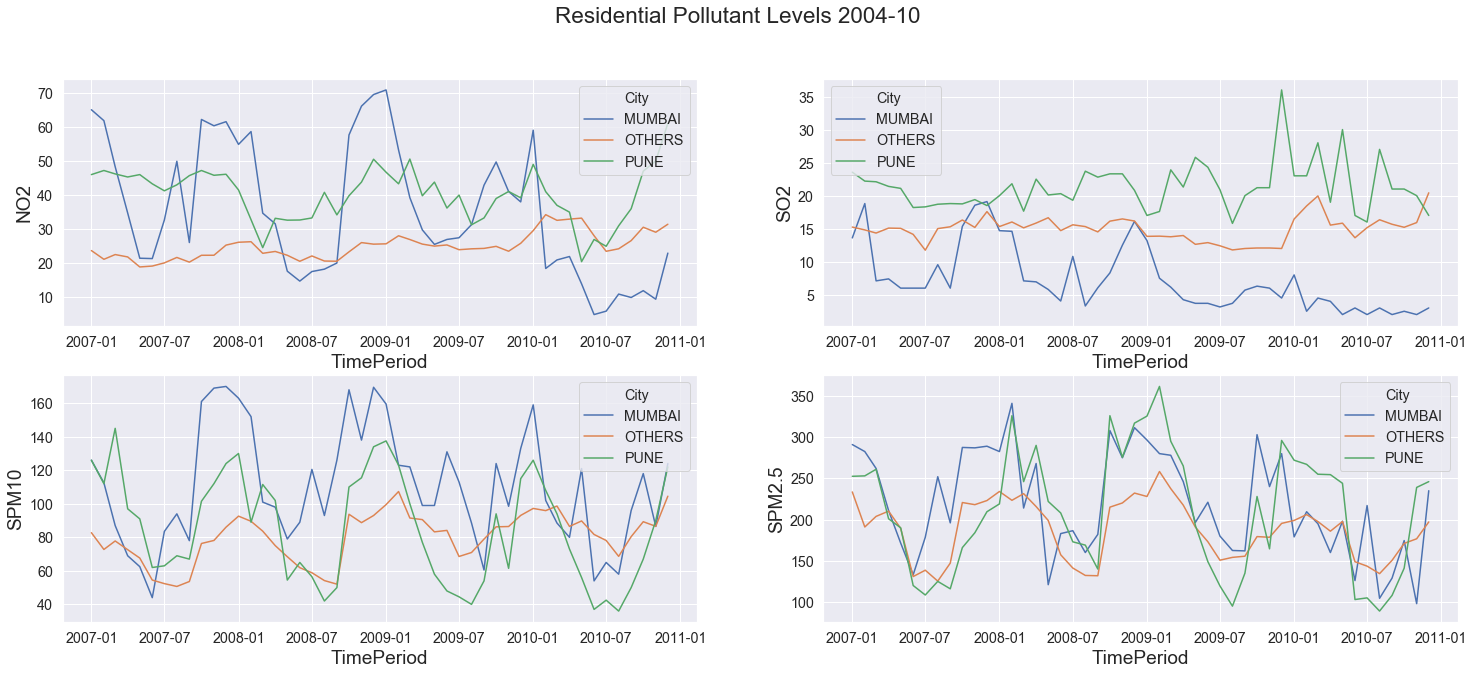 Residential Pollutant Levels 2004-10
NO2
70
60
50
40
30
20
10
City
MUMBAI
OTHERS
PUNE
2007-01 2007-07 2008-01 2008-07 2009-01 2009-07 2010-01 2010-07 2011-01
TimePeriod
SO2
35
30
25
20
15
10
5
City
MUMBAI
OTHERS
PUNE
2007-01 2007-07 2008-01 2008-07 2009-01 2009-07 2010-01 2010-07 2011-01
TimePeriod
SPM10
160
140
120
100
80
60
40
City
MUMBAI
OTHERS
PUNE
2007-01 2007-07 2008-01 2008-07 2009-01 2009-07 2010-01 2010-07 2011-01
TimePeriod
SPM2.5
350
300
250
200
150
100
City
MUMBAI
OTHERS
PUNE
2007-01 2007-07 2008-01 2008-07 2009-01 2009-07 2010-01 2010-07 2011-01
TimePeriod